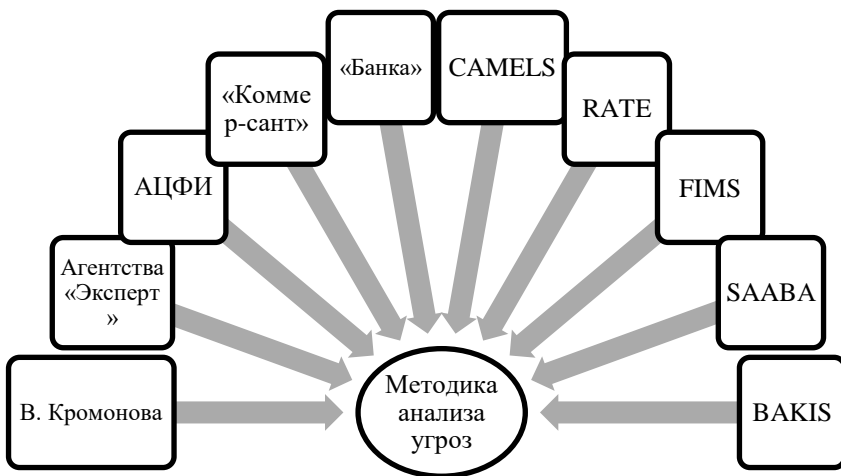 «Банка»
CAMELS
«Комме
р-сант»
RATE
АЦФИ
FIMS
Агентства
«Эксперт
»
SAABA
В. Кромонова
Методика
анализа
угроз
BAKIS